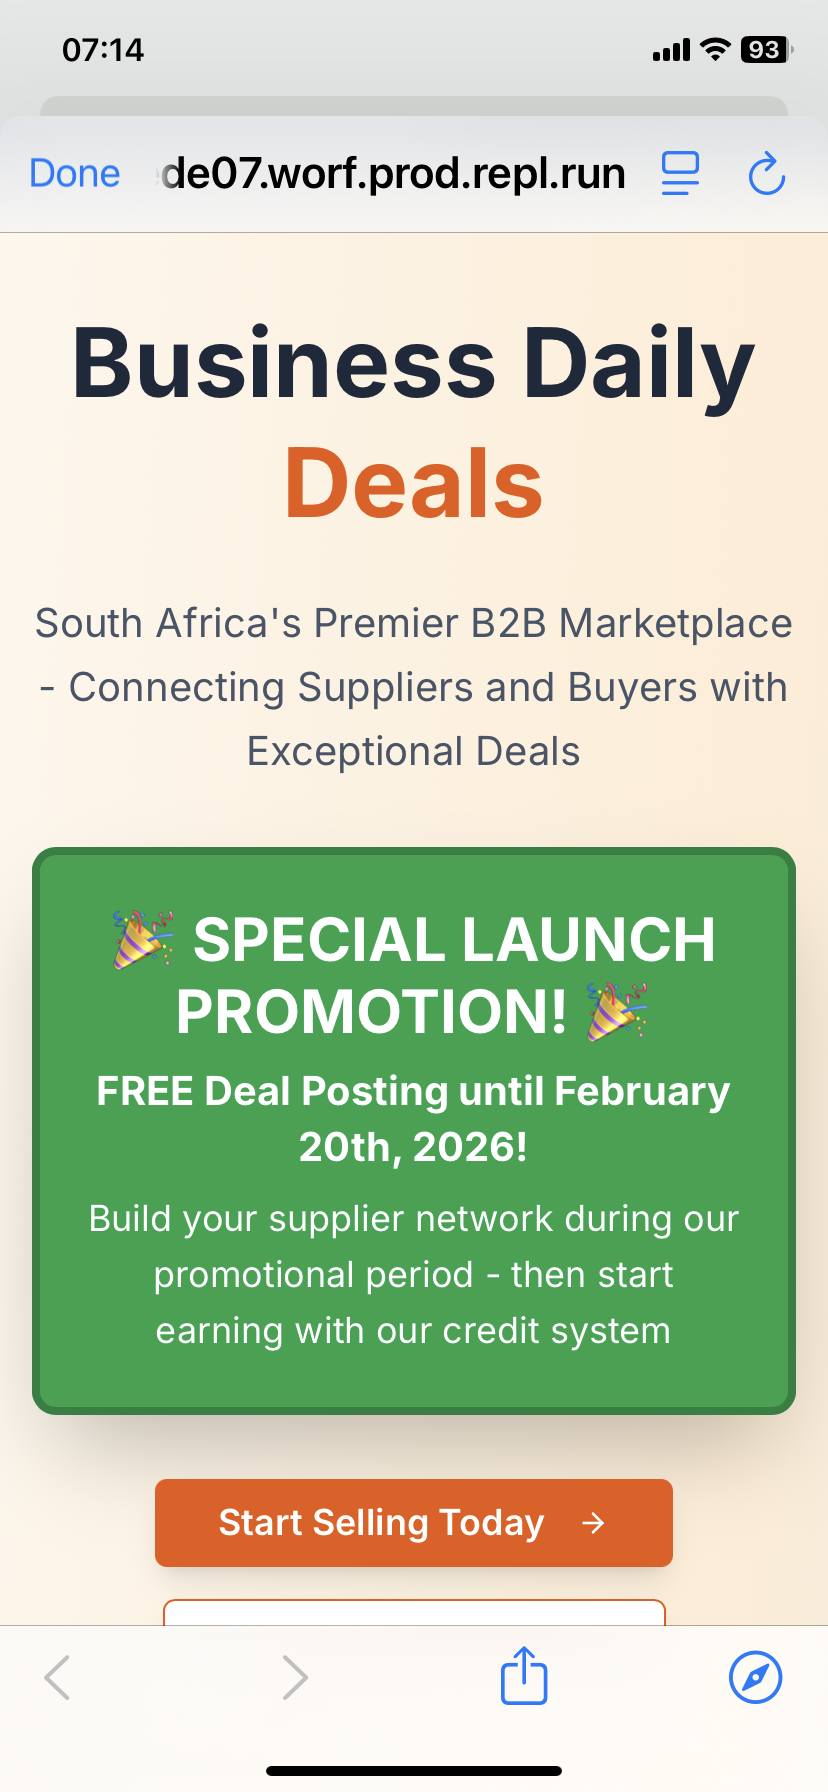 07:14
93
Done
de07.worf.prod.repl.run
Business Daily
Deals
South Africa's Premier B2B Marketplace
- Connecting Suppliers and Buyers with
Exceptional Deals
🎉 SPECIAL LAUNCH
PROMOTION! 🎉
FREE Deal Posting until February
20th, 2026!
Build your supplier network during our
promotional period - then start
earning with our credit system
Start Selling Today →